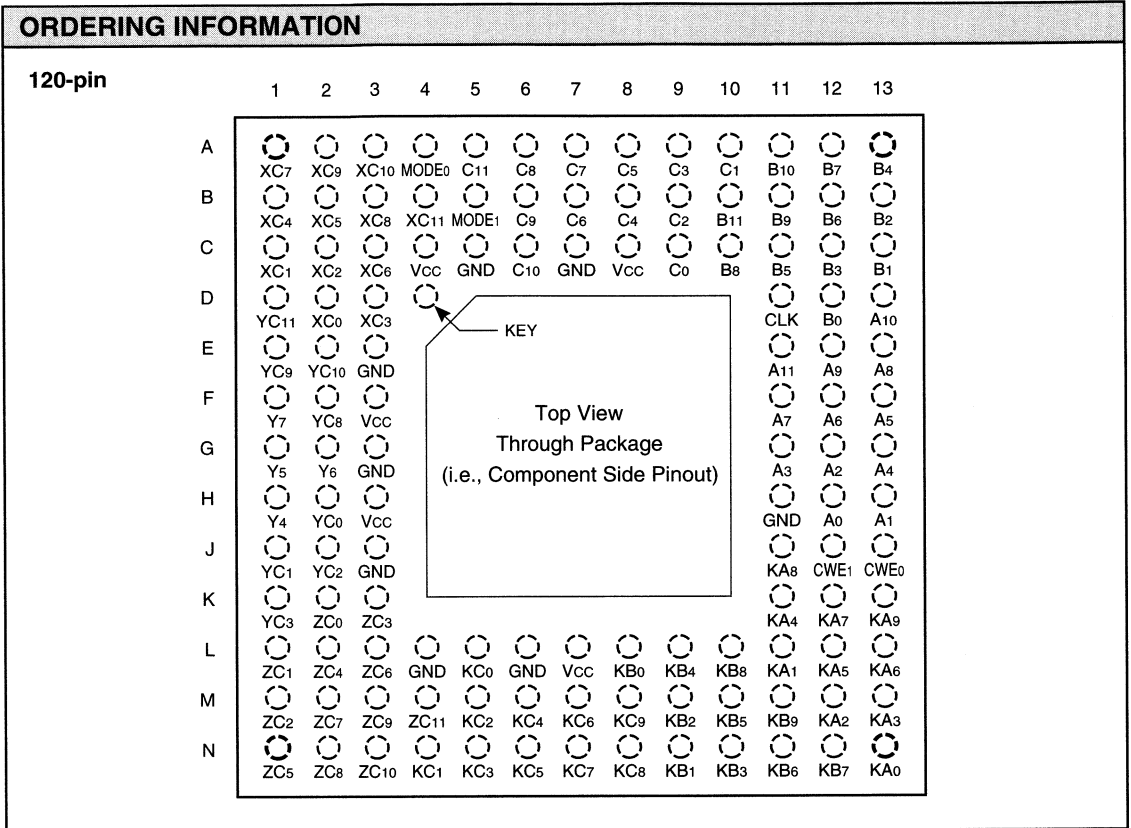 ORDERING INFORMATION
120-pin
1 2 3 4 5 6 7 8 9 10 11 12 13
A
XC7 XC9 XC10 MODE0 C11 C8 C7 C5 C3 C1 B10 B7 B4
B
XC4 XC5 XC8 XC11 MODE1 C9 C6 C4 C2 B11 B9 B6 B2
C
XC1 XC2 XC6 VCC GND C10 GND VCC C0 B8 B5 B3 B1
D
YC11 XC0 XC3 CLK B0 A10
KEY
E
YC9 YC10 GND A11 A9 A8
F
Y7 YC8 VCC A7 A6 A5
Top View
Through Package
(i.e., Component Side Pinout)
G
Y5 Y6 GND A3 A2 A4
H
Y4 YC0 VCC GND A0 A1
J
YC1 YC2 GND KA8 CWE1 CWE0
K
YC3 ZC0 ZC3 KA4 KA7 KA9
L
ZC1 ZC4 ZC6 GND KC0 GND VCC KB0 KB4 KB8 KA1 KA5 KA6
M
ZC2 ZC7 ZC9 ZC11 KC2 KC4 KC6 KC9 KB2 KB5 KB9 KA2 KA3
N
ZC5 ZC8 ZC10 KC1 KC3 KC5 KC7 KC8 KB1 KB3 KB6 KB7 KA0